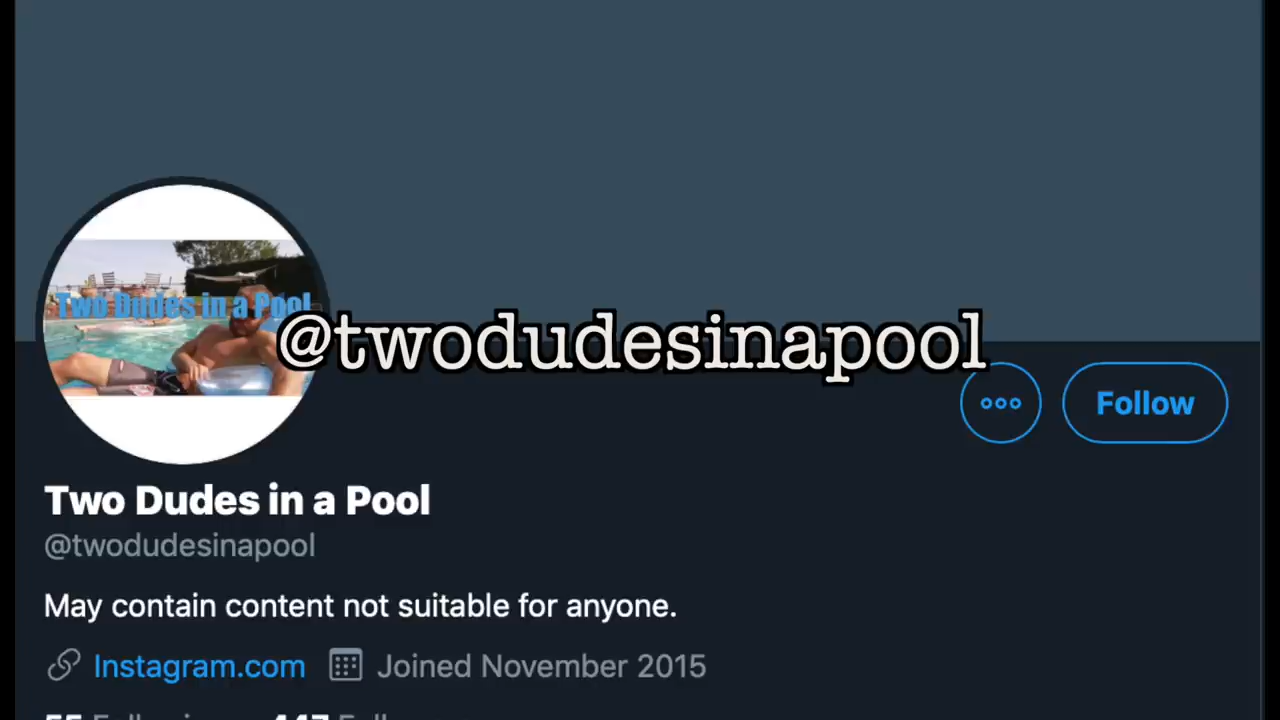 Two Dudes in a Pool
@twodudesinapool
Follow
Two Dudes in a Pool
@twodudesinapool
May contain content not suitable for anyone.
Instagram.com Joined November 2015